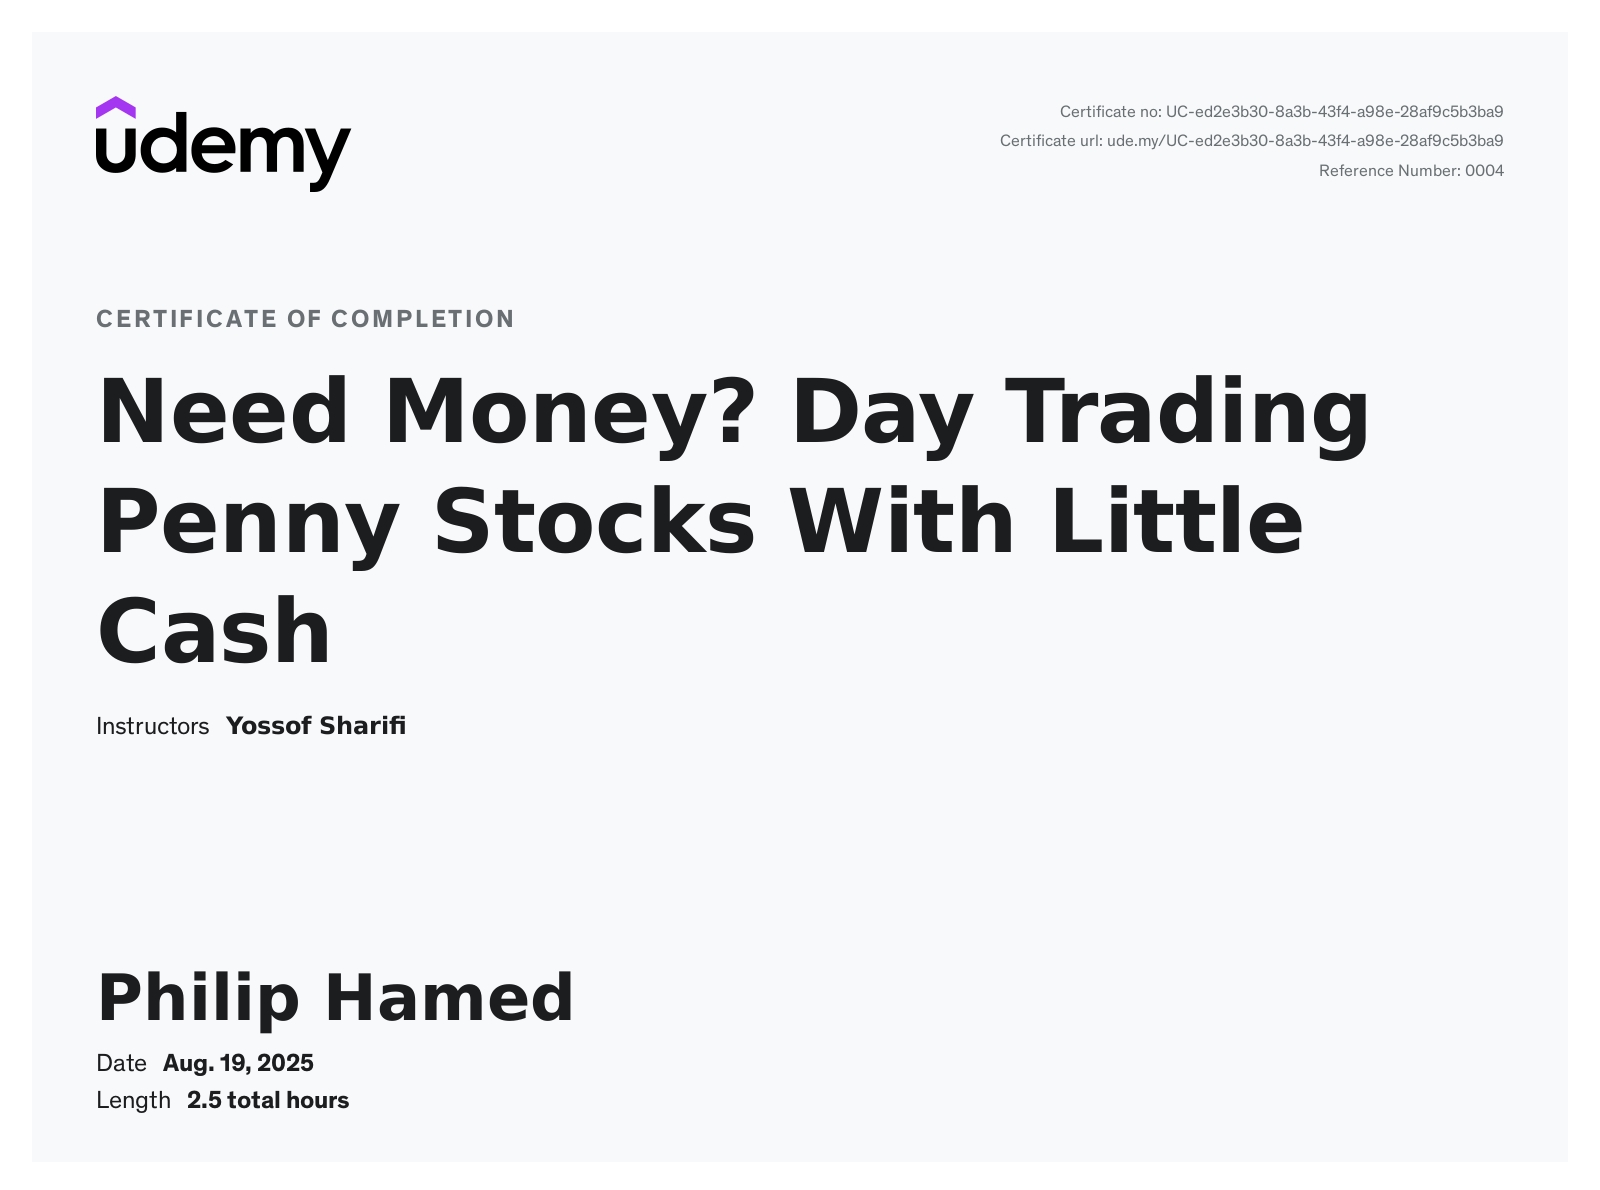 udemy
Certificate no: UC-ed2e3b30-8a3b-43f4-a98e-28af9c5b3ba9
Certificate url: ude.my/UC-ed2e3b30-8a3b-43f4-a98e-28af9c5b3ba9
Reference Number: 0004
CERTIFICATE OF COMPLETION
Need Money? Day Trading
Penny Stocks With Little
Cash
Instructors Yossof Sharifi
Philip Hamed
Date Aug. 19, 2025
Length 2.5 total hours